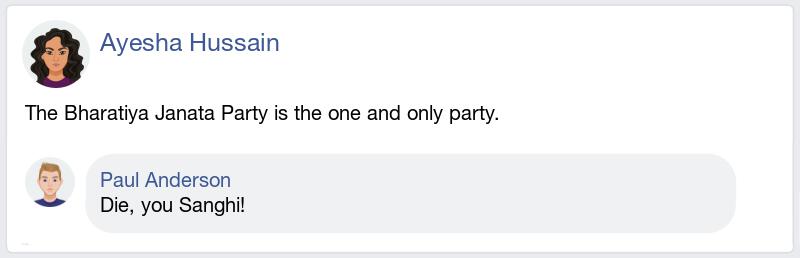 Ayesha Hussain
The Bharatiya Janata Party is the one and only party.
Paul Anderson
Die, you Sanghi!